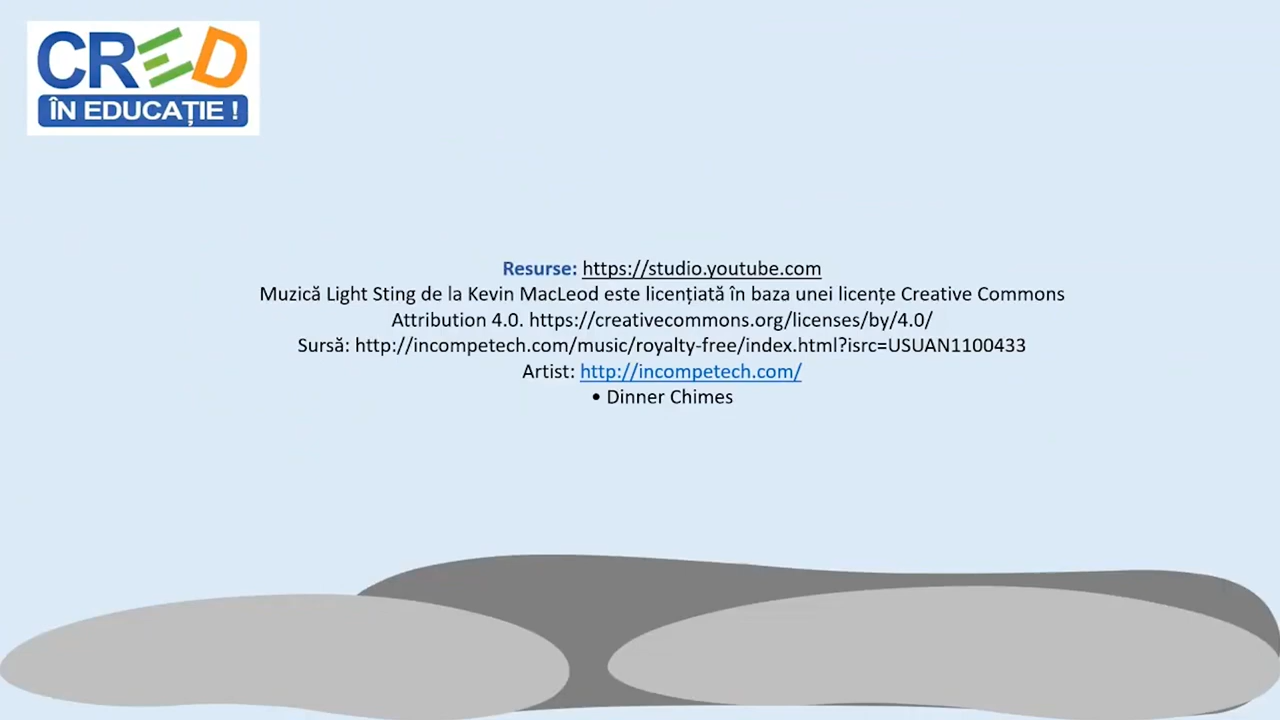 CRED
ÎN EDUCAȚIE !
Resurse: https://studio.youtube.com
Muzică Light Sting de la Kevin MacLeod este licențiată în baza unei licențe Creative Commons
Attribution 4.0. https://creativecommons.org/licenses/by/4.0/
Sursă: http://incompetech.com/music/royalty-free/index.html?isrc=USUAN1100433
Artist: http://incompetech.com/
• Dinner Chimes